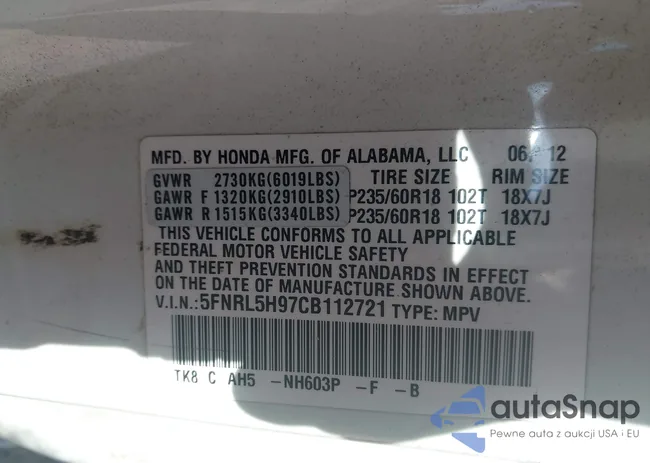 MFD. BY HONDA MFG. OF ALABAMA, LLC 06/12
GVWR 2730KG(6019LBS) TIRE SIZE RIM SIZE
GAWR F 1320KG(2910LBS) P235/60R18 102T 18X7J
GAWR R 1515KG(3340LBS) P235/60R18 102T 18X7J
THIS VEHICLE CONFORMS TO ALL APPLICABLE
FEDERAL MOTOR VEHICLE SAFETY
AND THEFT PREVENTION STANDARDS IN EFFECT
ON THE DATE OF MANUFACTURE SHOWN ABOVE.
V.I.N.:5FNRL5H97CB112721 TYPE: MPV
TK8 C AH5 -NH603P -F -B
autoSnap
Pewne auta z aukcji USA i EU